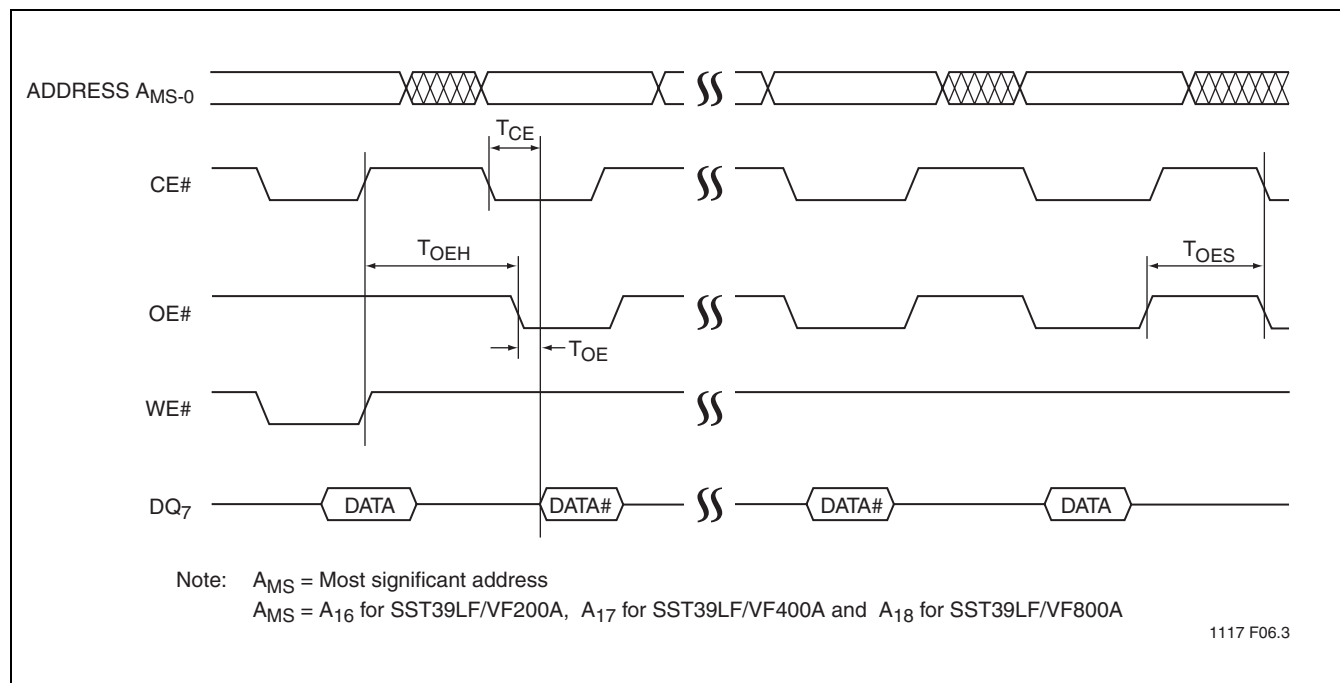 ADDRESS AMS-0
TCE
CE#
TOEH
TOES
OE#
TOE
WE#
DQ7
DATA
DATA#
DATA#
DATA
Note: AMS = Most significant address
AMS = A16 for SST39LF/VF200A, A17 for SST39LF/VF400A and A18 for SST39LF/VF800A
1117 F06.3